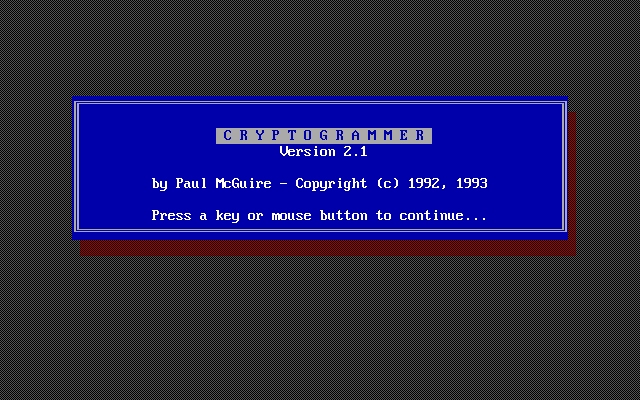 C R Y P T O G R A M M E R
Version 2.1
by Paul McGuire - Copyright (c) 1992, 1993
Press a key or mouse button to continue...